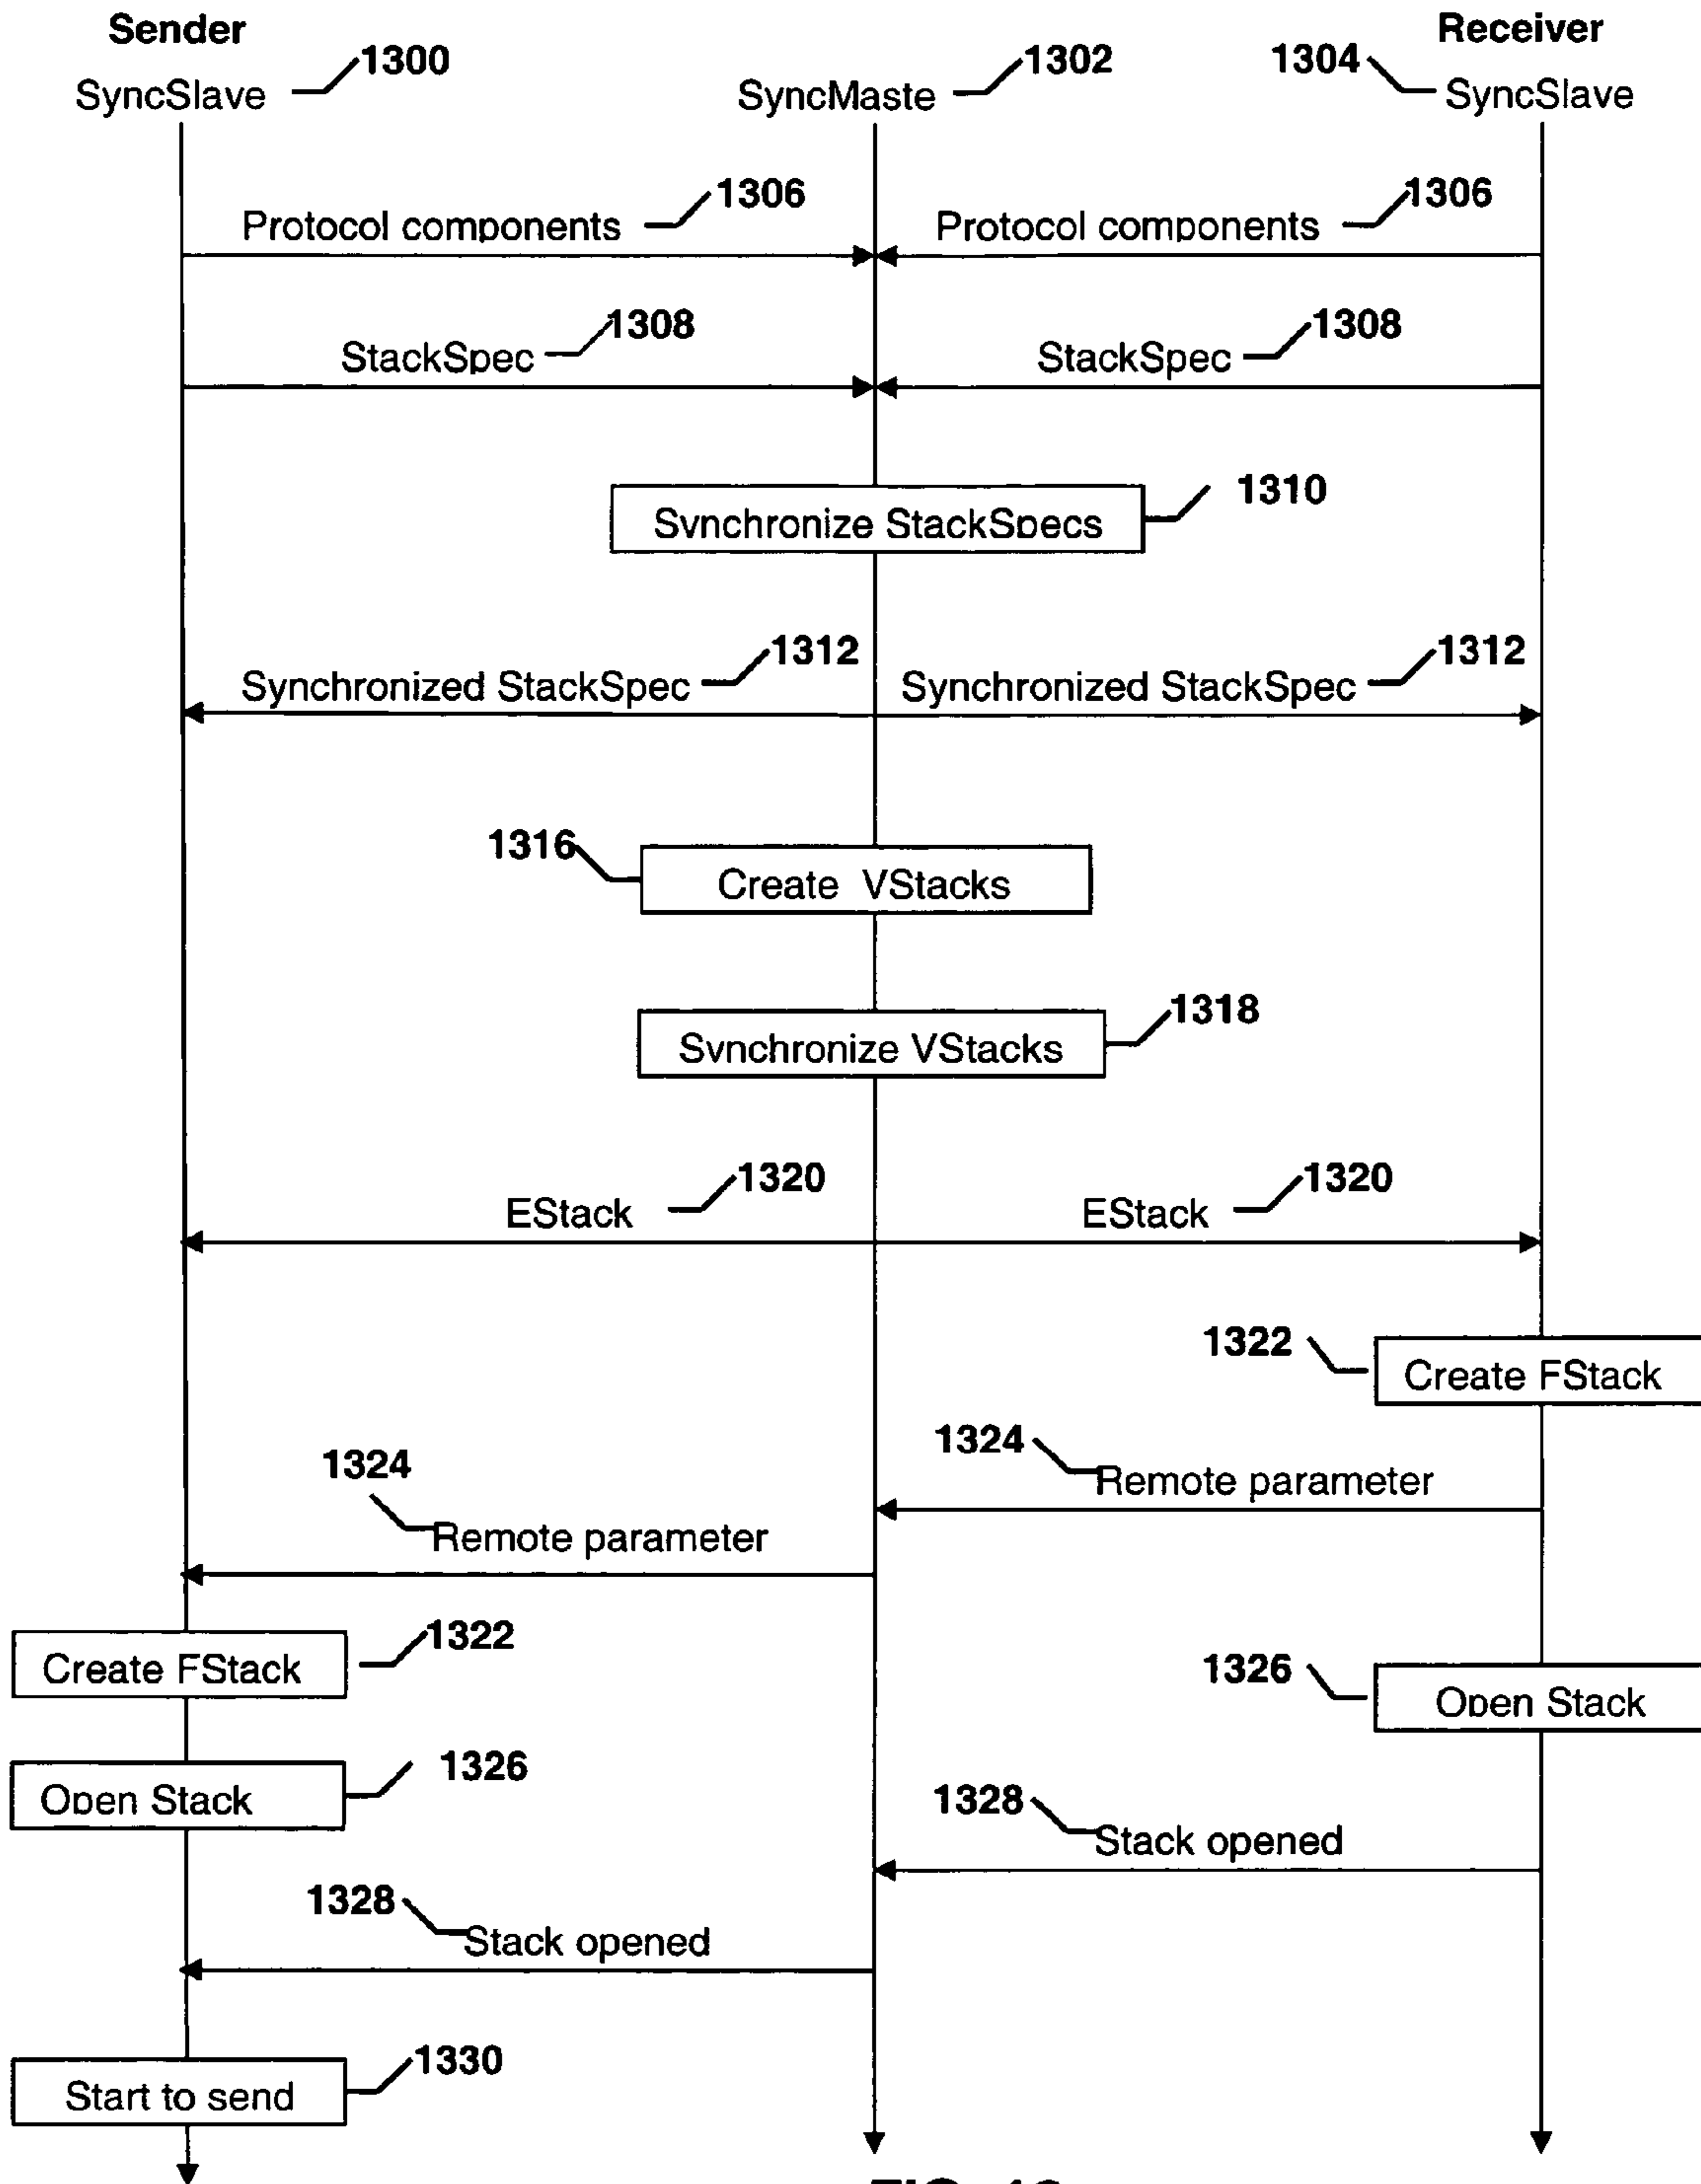 Sender Receiver
1300 1302 1304
SyncSlave SyncMaste SyncSlave
1306 1306
Protocol components Protocol components
1308 1308
StackSpec StackSpec
1310
Synchronize StackSpecs
1312 1312
Synchronized StackSpec Synchronized StackSpec
1316
Create VStacks
1318
Synchronize VStacks
1320 1320
EStack EStack
1322
Create FStack
1324
Remote parameter
1324
Remote parameter
1322
Create FStack
1326
Open Stack
1326
Open Stack
1328
Stack opened
1328
Stack opened
1330
Start to send